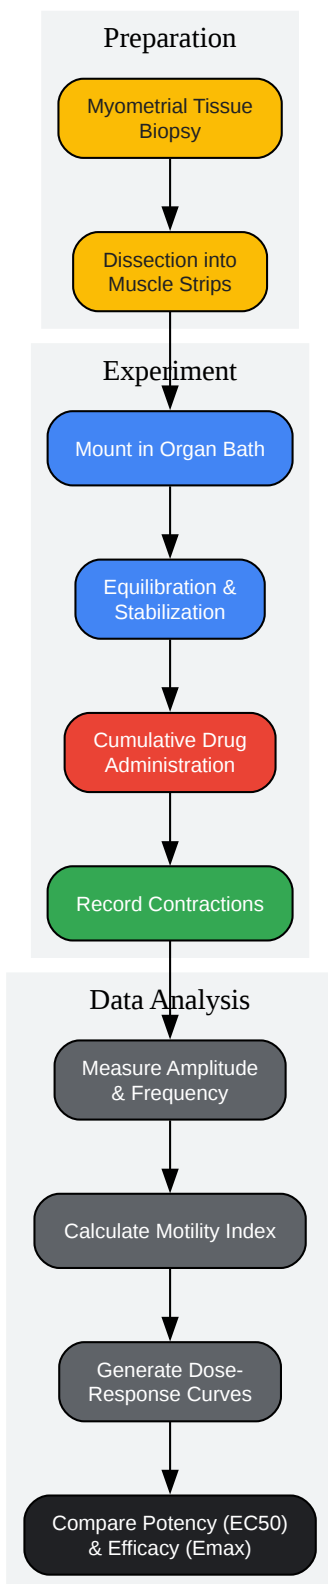 Preparation
Myometrial Tissue
Biopsy
Dissection into
Muscle Strips
Experiment
Mount in Organ Bath
Equilibration &
Stabilization
Cumulative Drug
Administration
Record Contractions
Data Analysis
Measure Amplitude
& Frequency
Calculate Motility Index
Generate Dose-
Response Curves
Compare Potency (EC50)
& Efficacy (Emax)